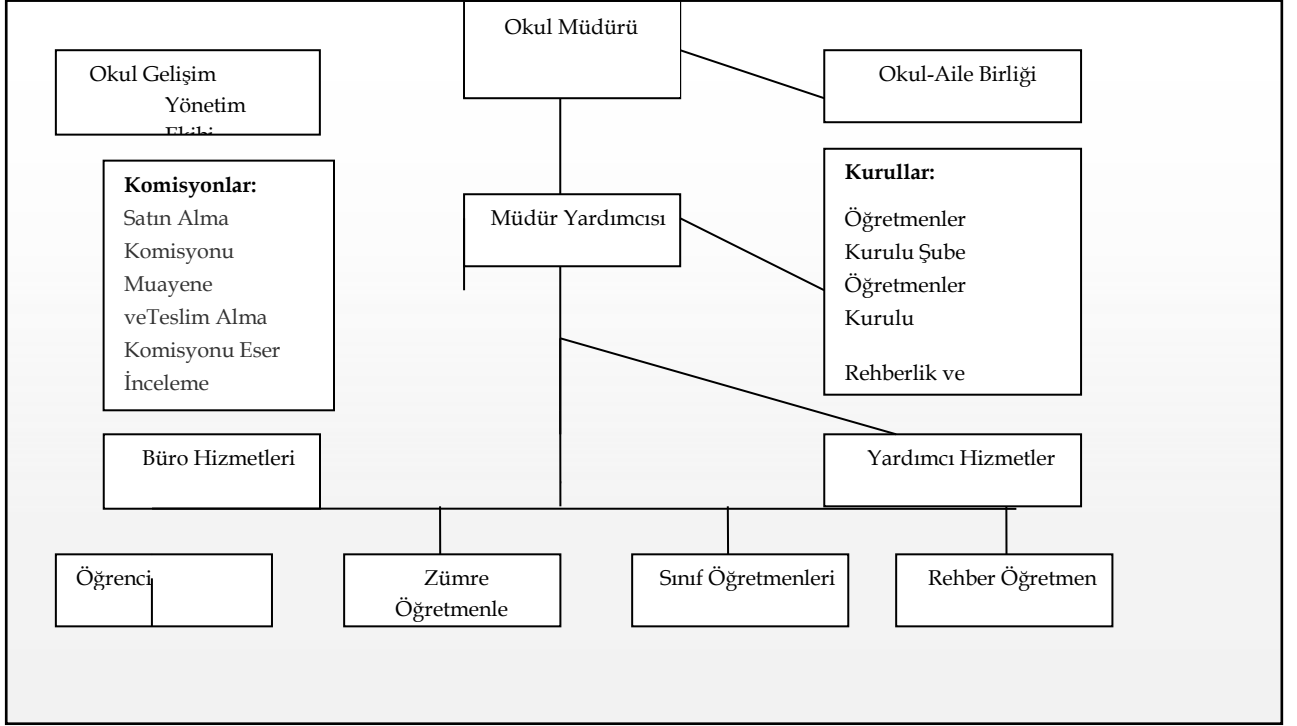 Okul Müdürü
Okul Gelişim
Yönetim
Ekibi
Okul-Aile Birliği
Komisyonlar:
Satın Alma
Komisyonu
Muayene
veTeslim Alma
Komisyonu Eser
İnceleme
Müdür Yardımcısı
Kurullar:
Öğretmenler
Kurulu Şube
Öğretmenler
Kurulu
Rehberlik ve
Büro Hizmetleri
Yardımcı Hizmetler
Öğrenci
Zümre
Öğretmenle
Sınıf Öğretmenleri
Rehber Öğretmen